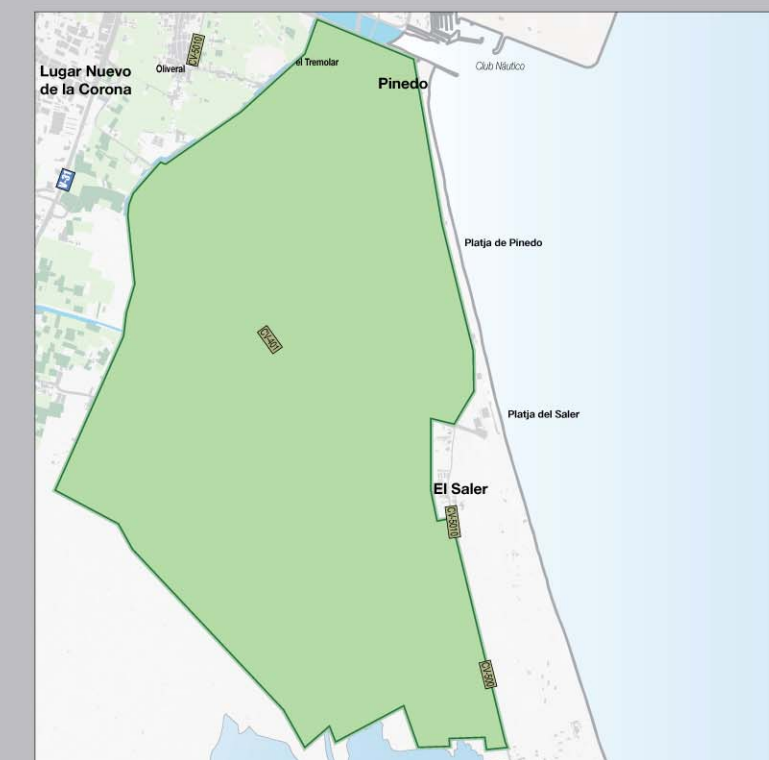 CV-5010
el Tremolar
Club Náutico
Oliveral
Lugar Nuevo
de la Corona
Pinedo
V-31
Platja de Pinedo
CV-401
Platja del Saler
El Saler
CV-5010
CV-500